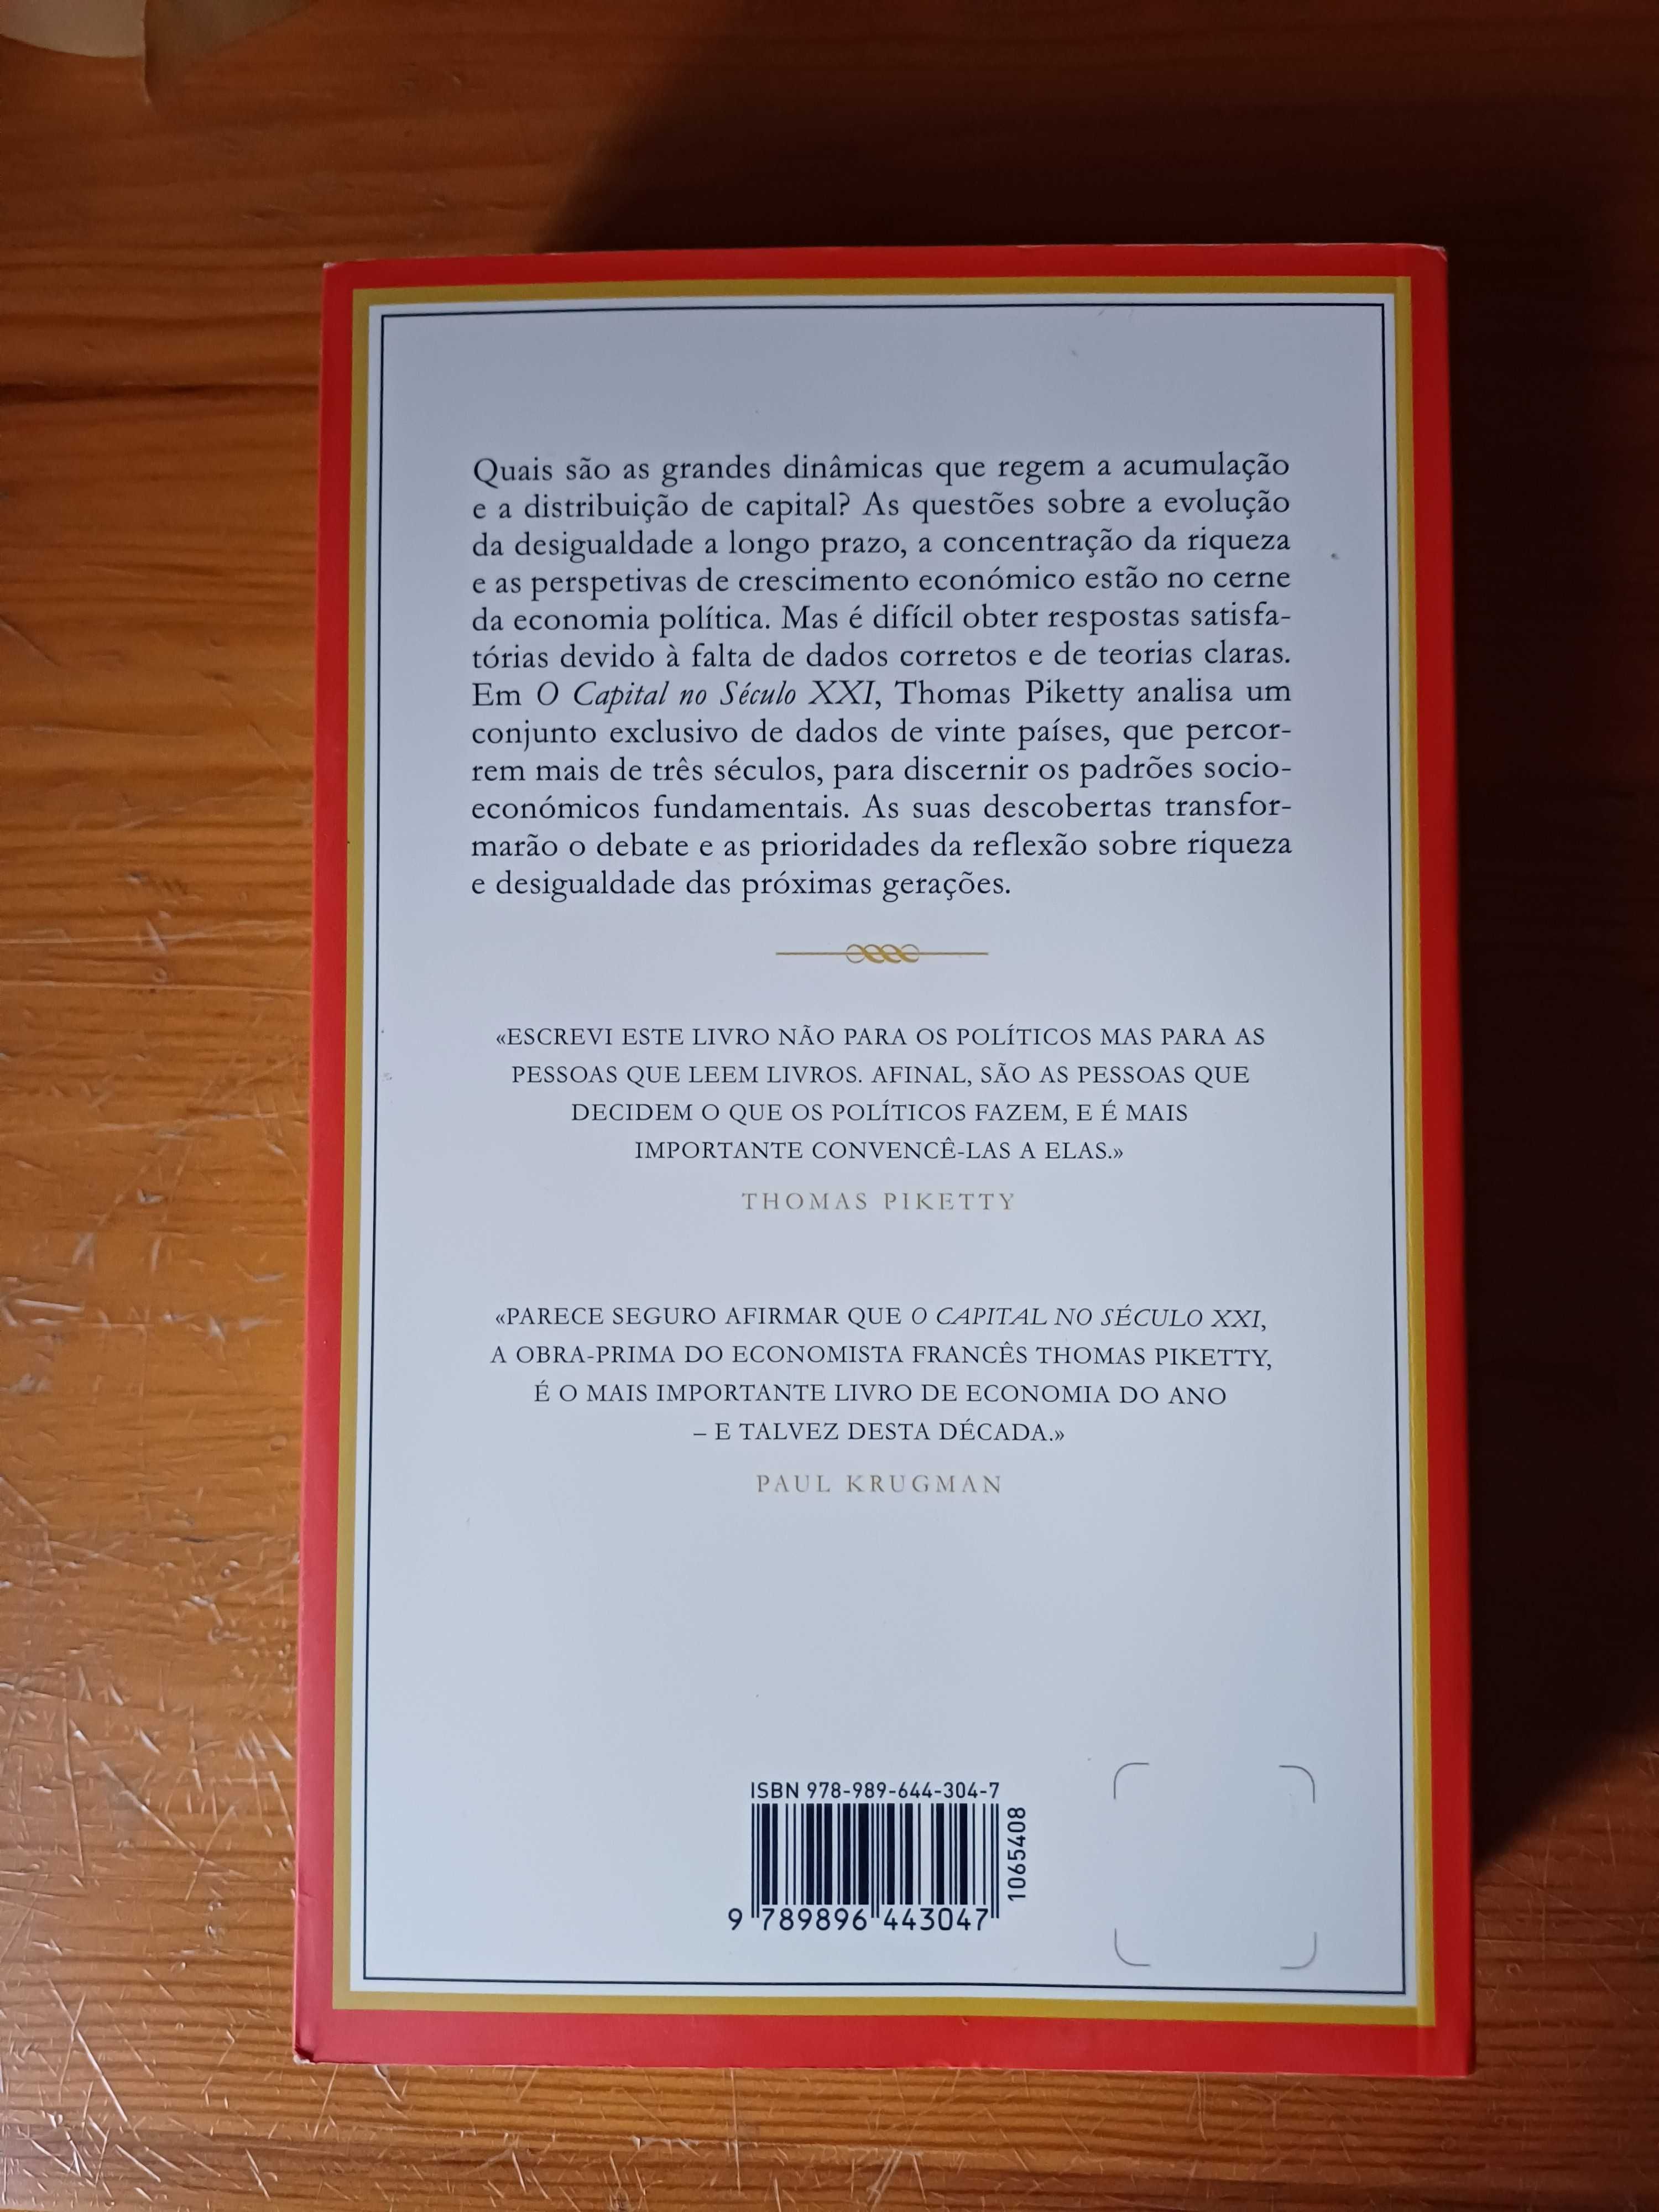 Quais são as grandes dinâmicas que regem a acumulação
e a distribuição de capital? As questões sobre a evolução
da desigualdade a longo prazo, a concentração da riqueza
e as perspetivas de crescimento económico estão no cerne
da economia política. Mas é difícil obter respostas satisfa-
tórias devido à falta de dados corretos e de teorias claras.
Em O Capital no Século XXI, Thomas Piketty analisa um
conjunto exclusivo de dados de vinte países, que percor-
rem mais de três séculos, para discernir os padrões socio-
económicos fundamentais. As suas descobertas transfor-
marão o debate e as prioridades da reflexão sobre riqueza
e desigualdade das próximas gerações.
«ESCREVI ESTE LIVRO NÃO PARA OS POLÍTICOS MAS PARA AS
PESSOAS QUE LEEM LIVROS. AFINAL, SÃO AS PESSOAS QUE
DECIDEM O QUE OS POLÍTICOS FAZEM, E É MAIS
IMPORTANTE CONVENCÊ-LAS A ELAS.»
THOMAS PIKETTY
«PARECE SEGURO AFIRMAR QUE O CAPITAL NO SÉCULO XXI,
A OBRA-PRIMA DO ECONOMISTA FRANCÊS THOMAS PIKETTY,
É O MAIS IMPORTANTE LIVRO DE ECONOMIA DO ANO
– E TALVEZ DESTA DÉCADA.»
PAUL KRUGMAN
ISBN 978-989-644-304-7
1065408
9 789896 443047